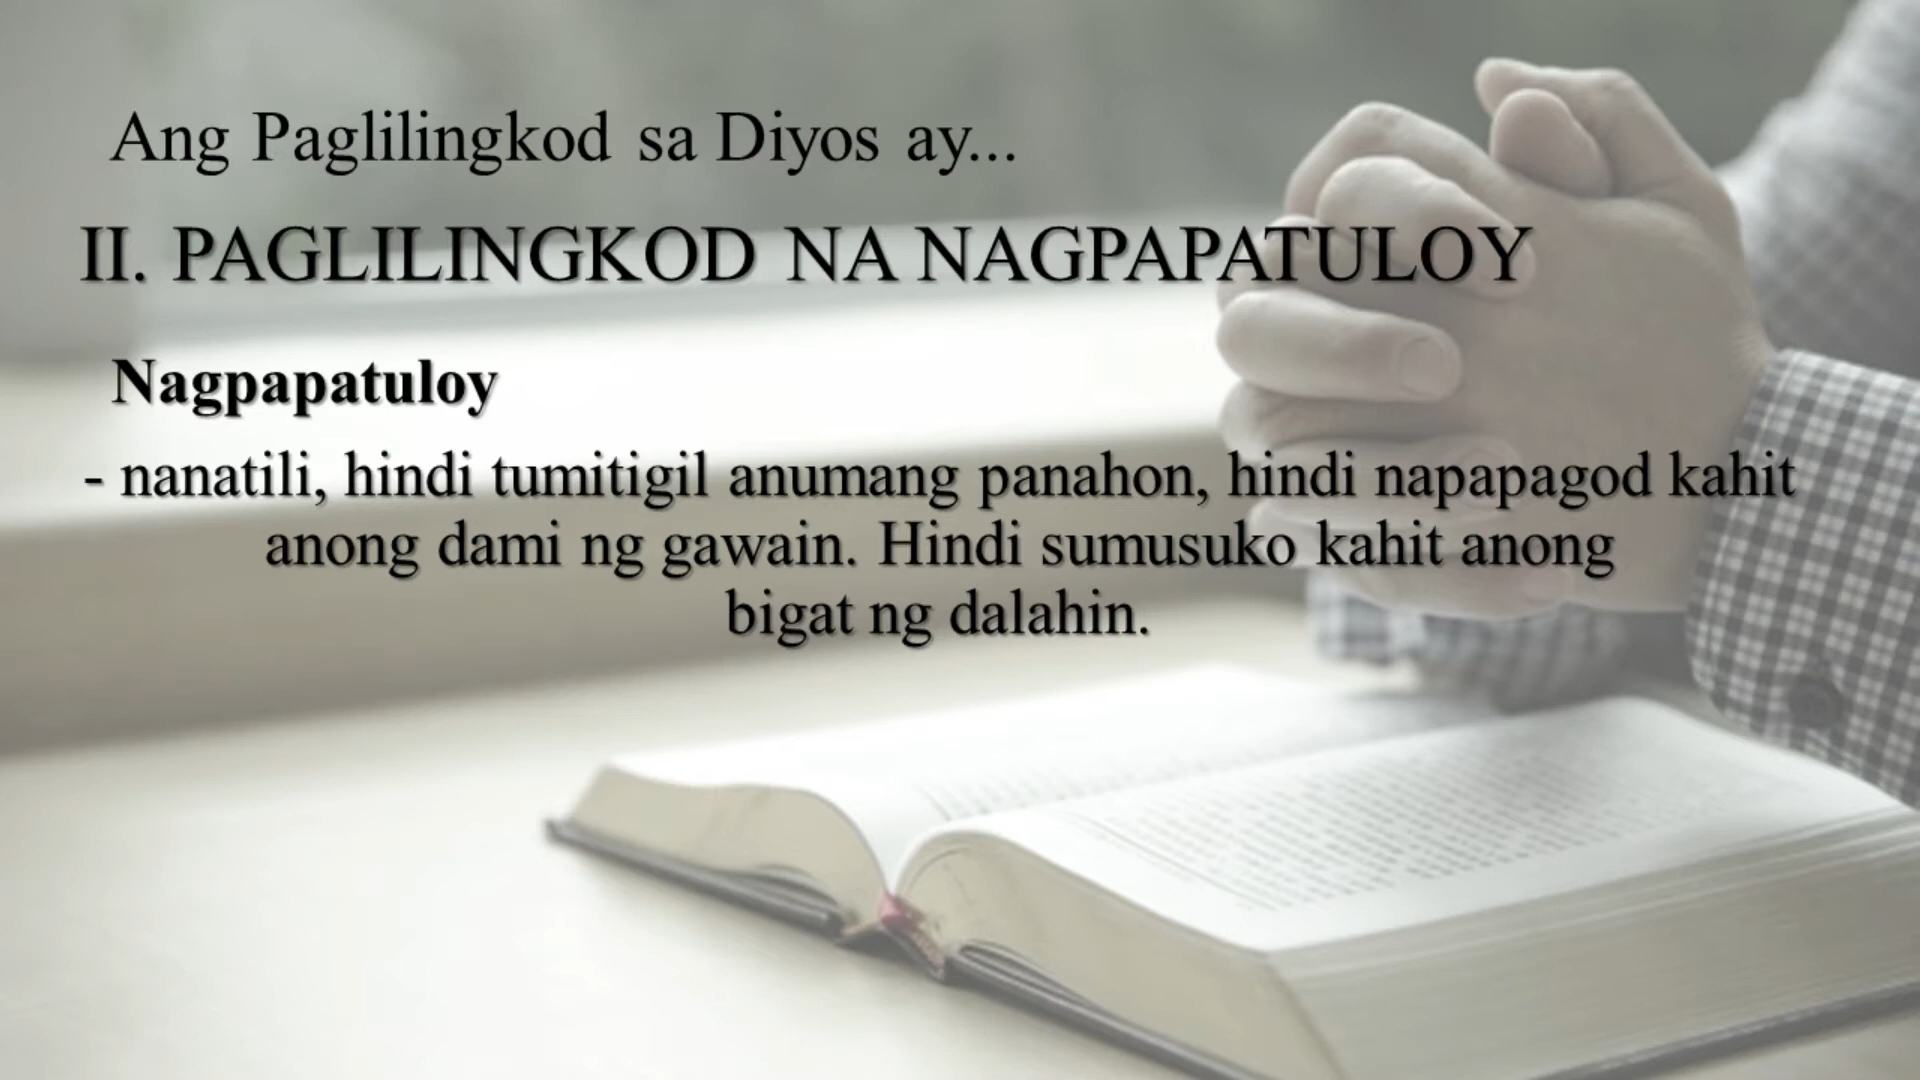 Ang Paglilingkod sa Diyos ay...
II. PAGLILINGKOD NA NAGPAPATULOY
Nagpapatuloy
- nanatili, hindi tumitigil anumang panahon, hindi napapagod kahit
anong dami ng gawain. Hindi sumusuko kahit anong
bigat ng dalahin.